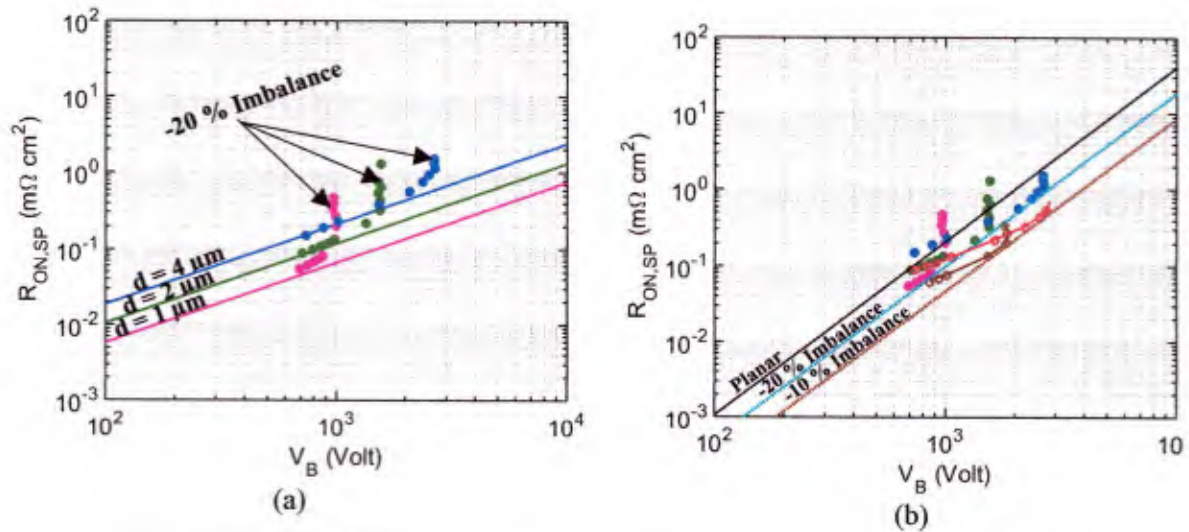 10²
10¹
10⁰
10⁻¹
10⁻²
10⁻³
R_ON,SP (mΩ cm²)
-20 % Imbalance
d = 4 µm
d = 2 µm
d = 1 µm
10²
10³
10⁴
V_B (Volt)
(a)
10²
10¹
10⁰
10⁻¹
10⁻²
10⁻³
R_ON,SP (mΩ cm²)
Planar
-20 % Imbalance
-10 % Imbalance
10²
10³
10
V_B (Volt)
(b)